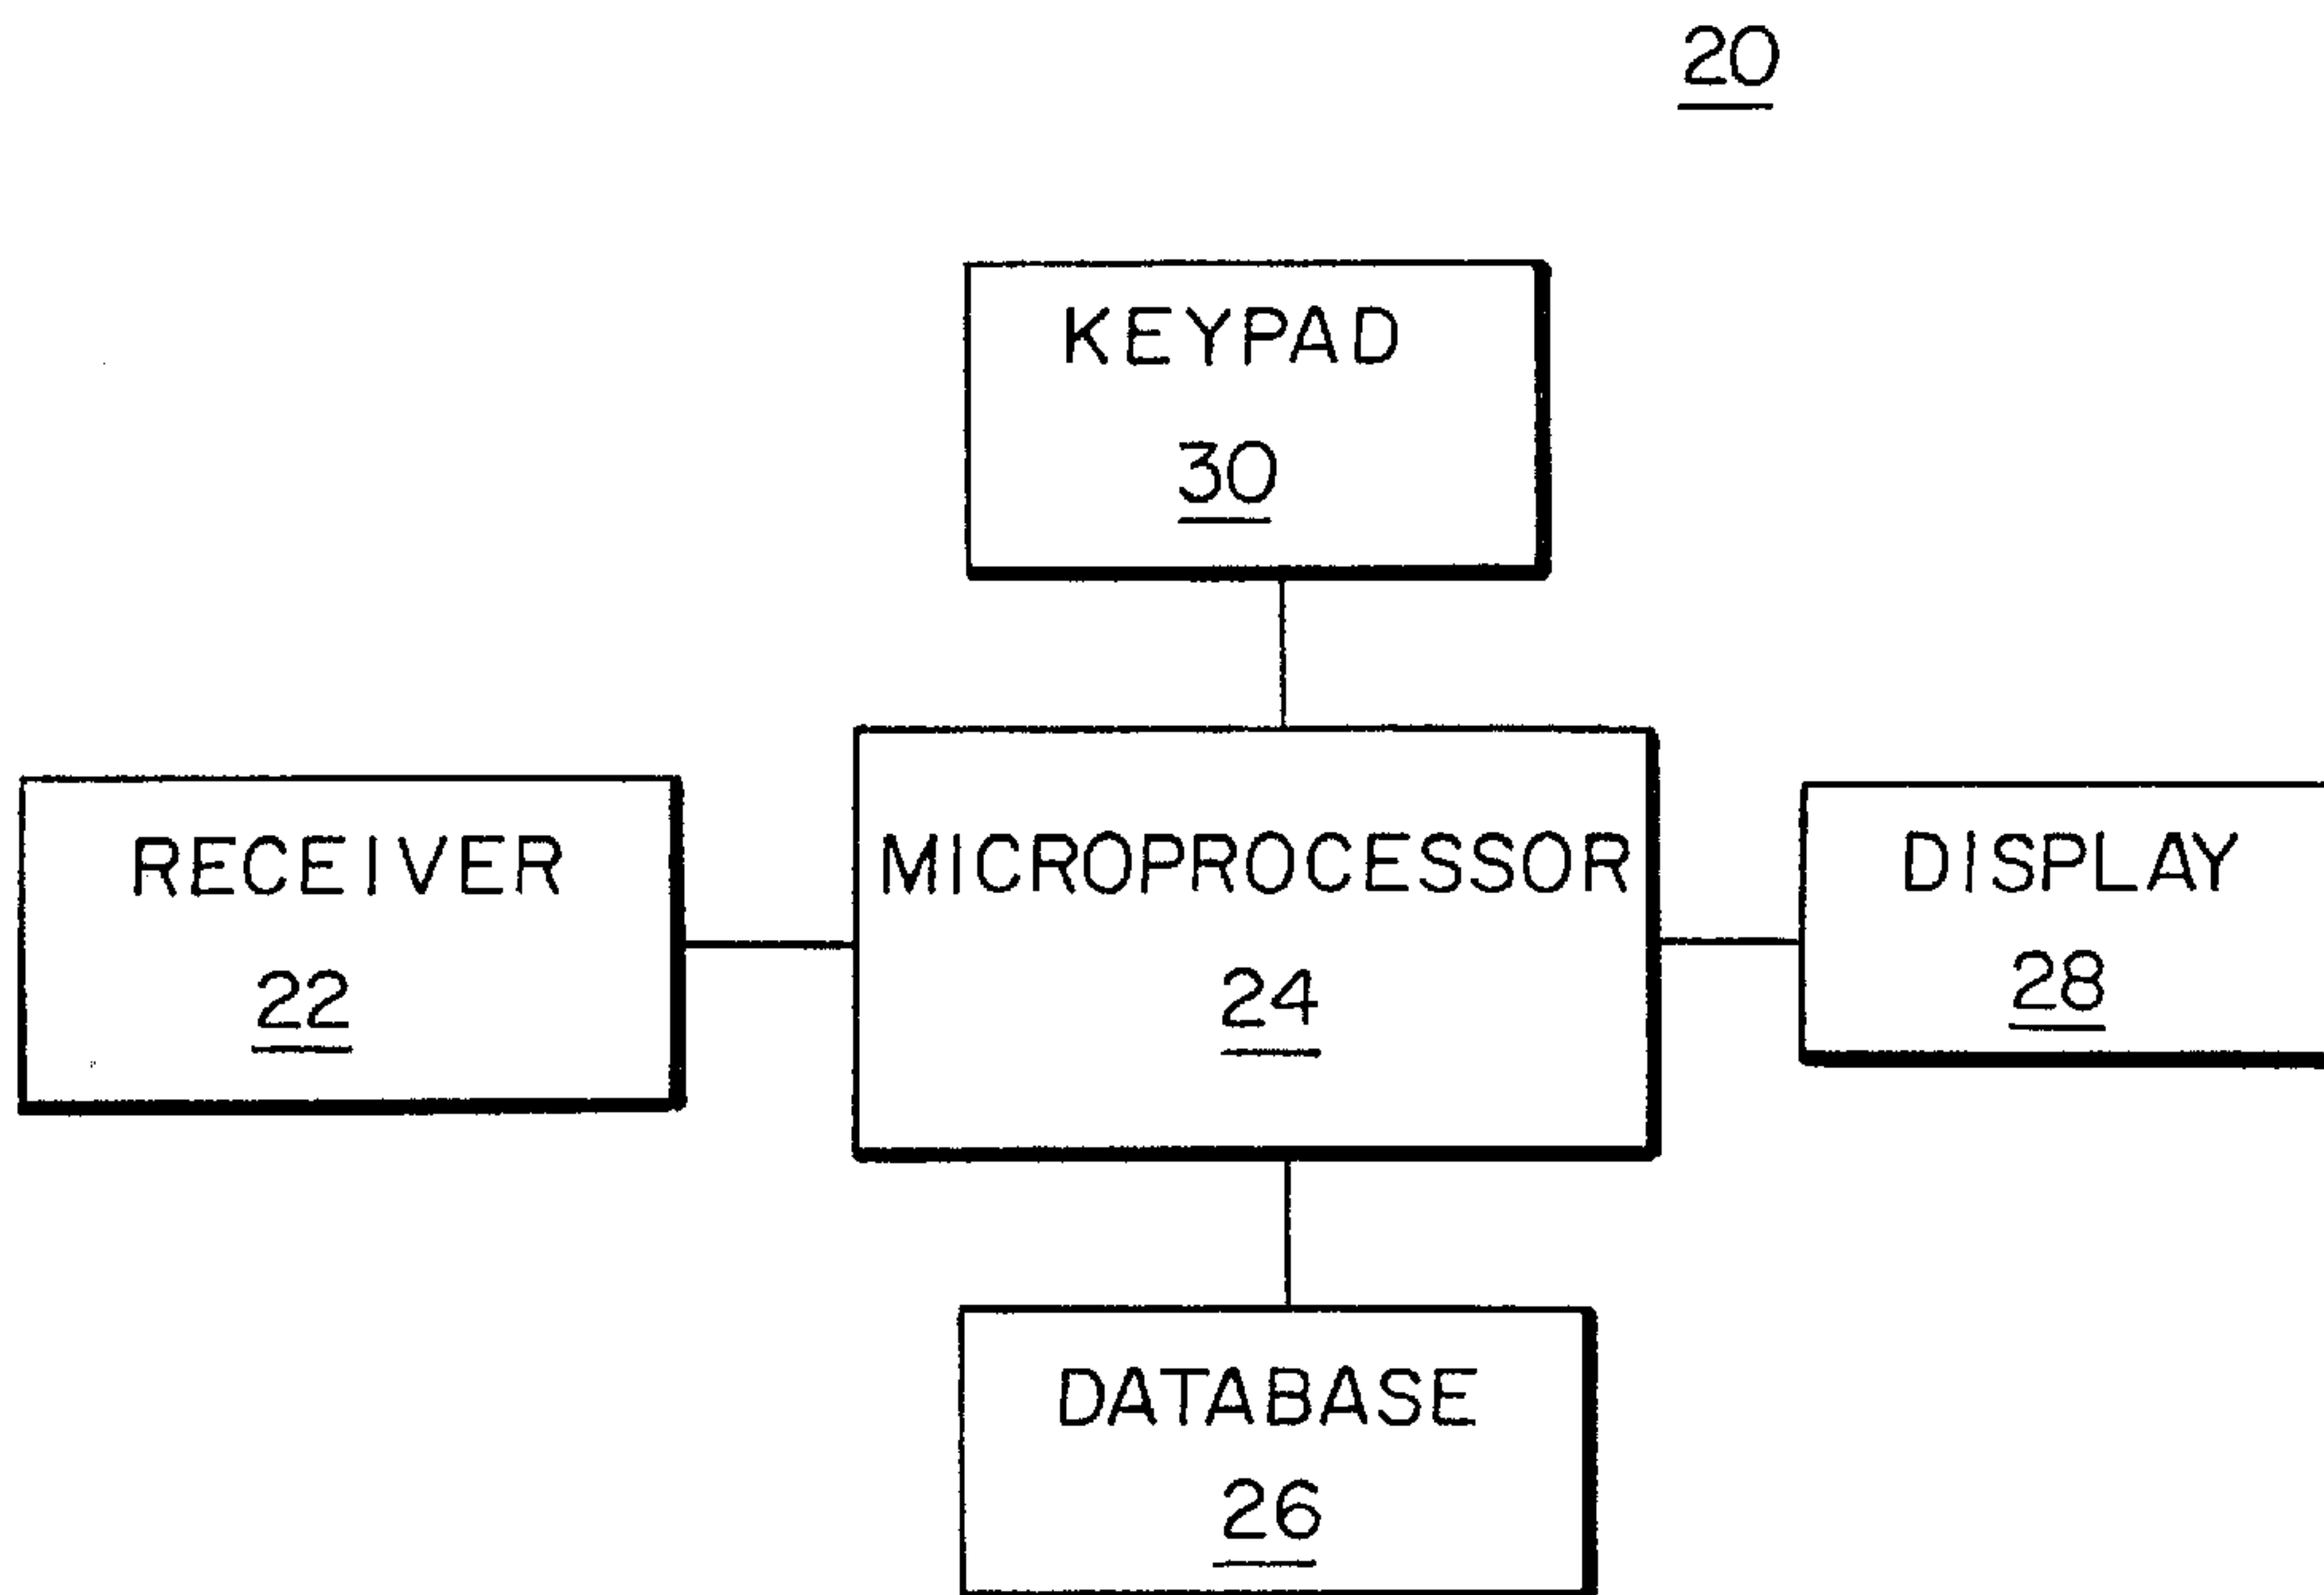 20
KEYPAD
30
RECEIVER
22
MICROPROCESSOR
24
DISPLAY
28
DATABASE
26